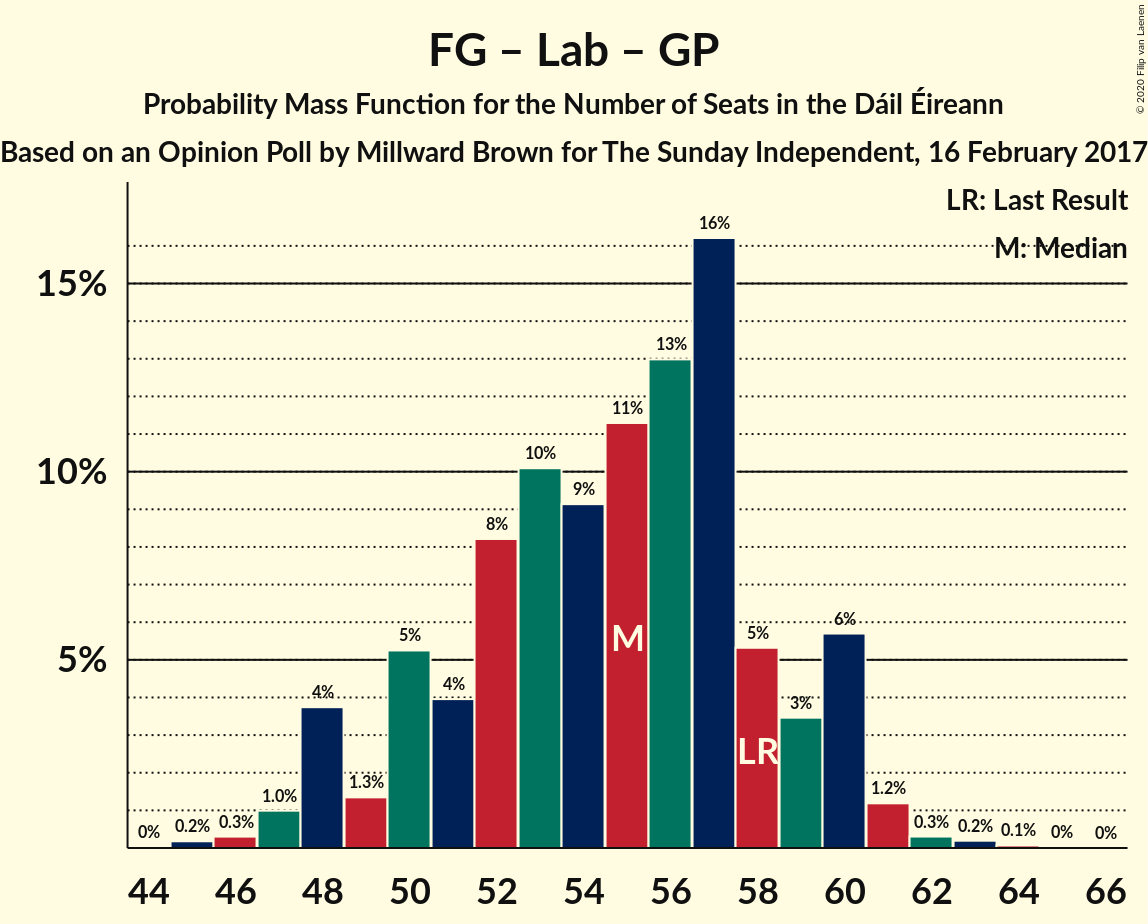 FG – Lab – GP
Probability Mass Function for the Number of Seats in the Dáil Éireann
Based on an Opinion Poll by Millward Brown for The Sunday Independent, 16 February 2017
© 2020 Filip van Laenen
LR: Last Result
M: Median
15%
10%
5%
0%
0.2%
0.3%
1.0%
4%
1.3%
5%
4%
8%
10%
9%
11%
13%
16%
5%
3%
6%
1.2%
0.3%
0.2%
0.1%
0%
0%
M
LR
44 46 48 50 52 54 56 58 60 62 64 66